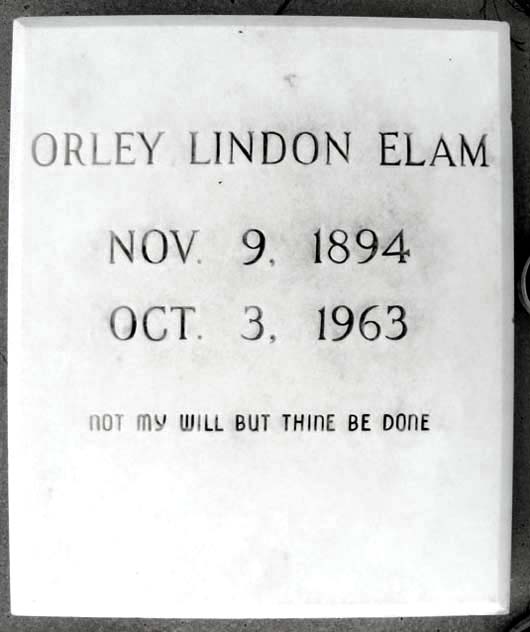 ORLEY LINDON ELAM
NOV. 9, 1894
OCT. 3, 1963
NOT MY WILL BUT THINE BE DONE